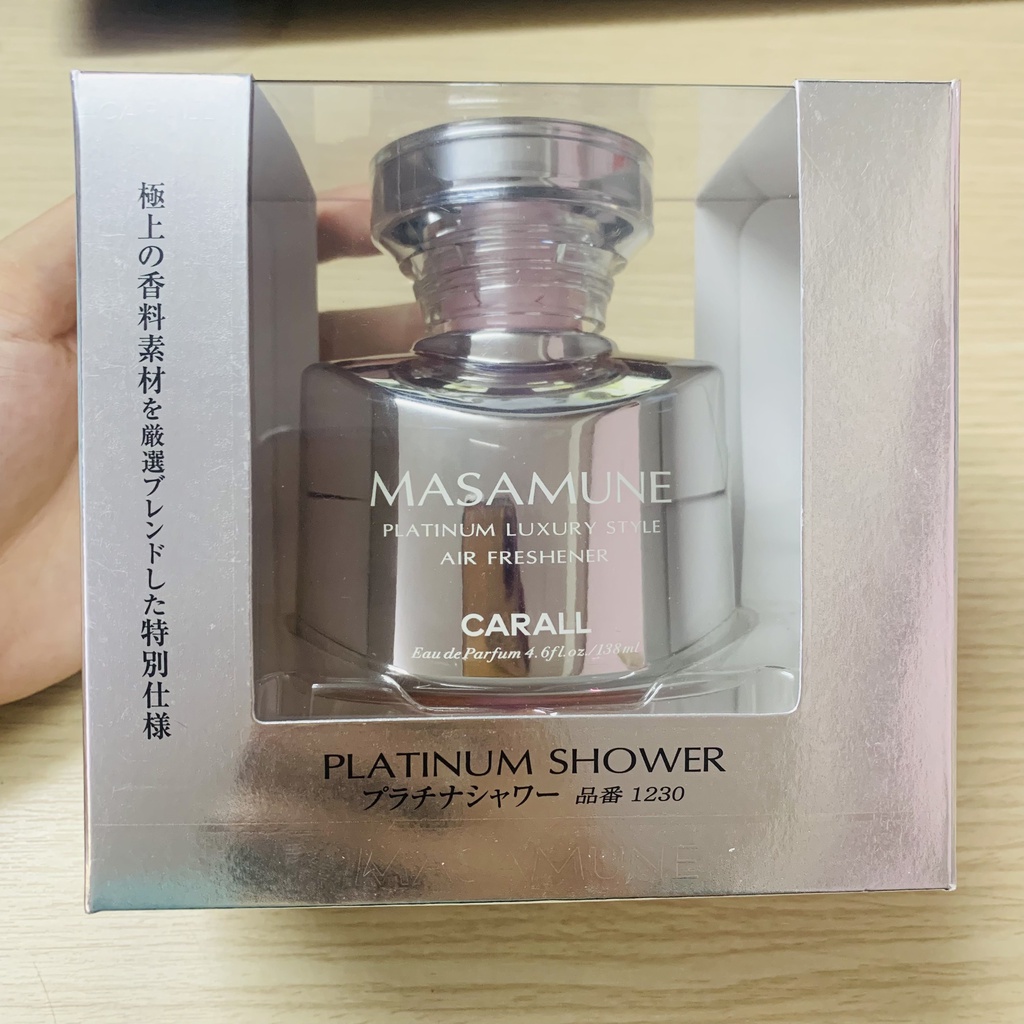 極上の香料素材を厳選ブレンドした特別仕様
MASAMUNE
PLATINUM LUXURY STYLE
AIR FRESHENER
CARALL
Eau de Parfum 4.6fl.oz./138ml
PLATINUM SHOWER
プラチナシャワー 品番 1230
MASAMUNE